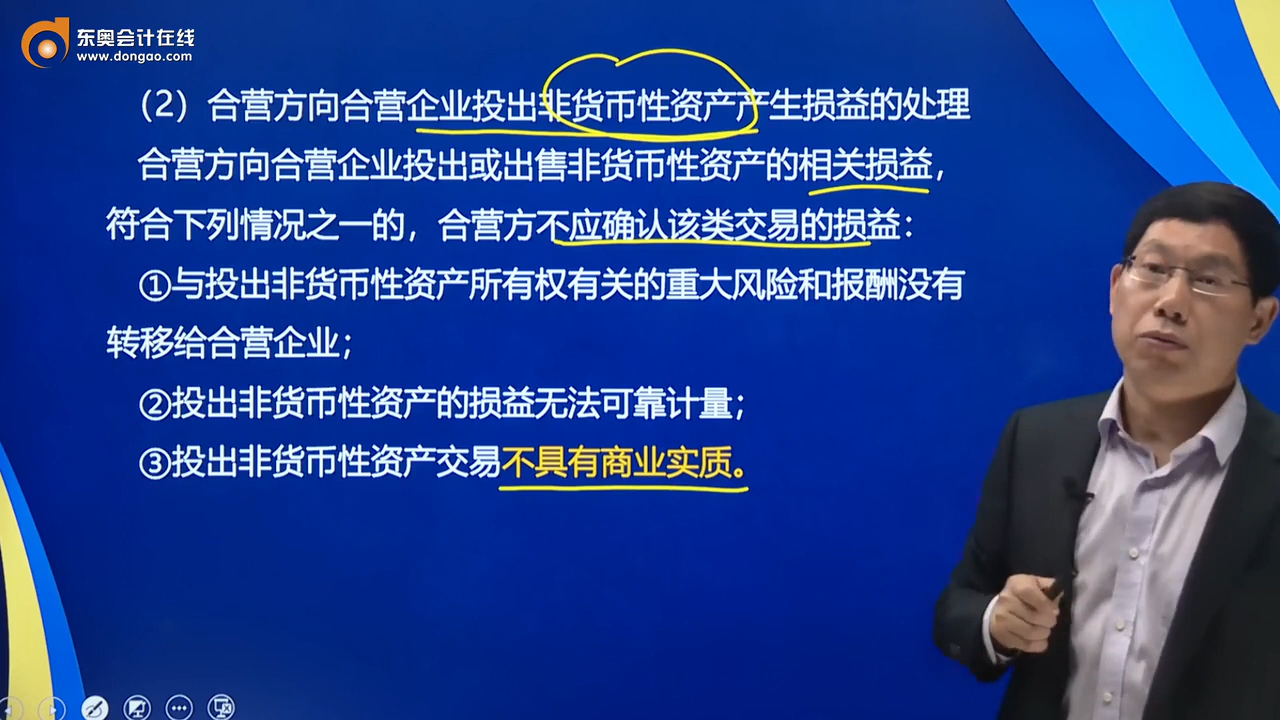 东奥会计在线
www.dongao.com
（2）合营方向合营企业投出非货币性资产产生损益的处理
合营方向合营企业投出或出售非货币性资产的相关损益，
符合下列情况之一的，合营方不应确认该类交易的损益：
①与投出非货币性资产所有权有关的重大风险和报酬没有
转移给合营企业；
②投出非货币性资产的损益无法可靠计量；
③投出非货币性资产交易不具有商业实质。